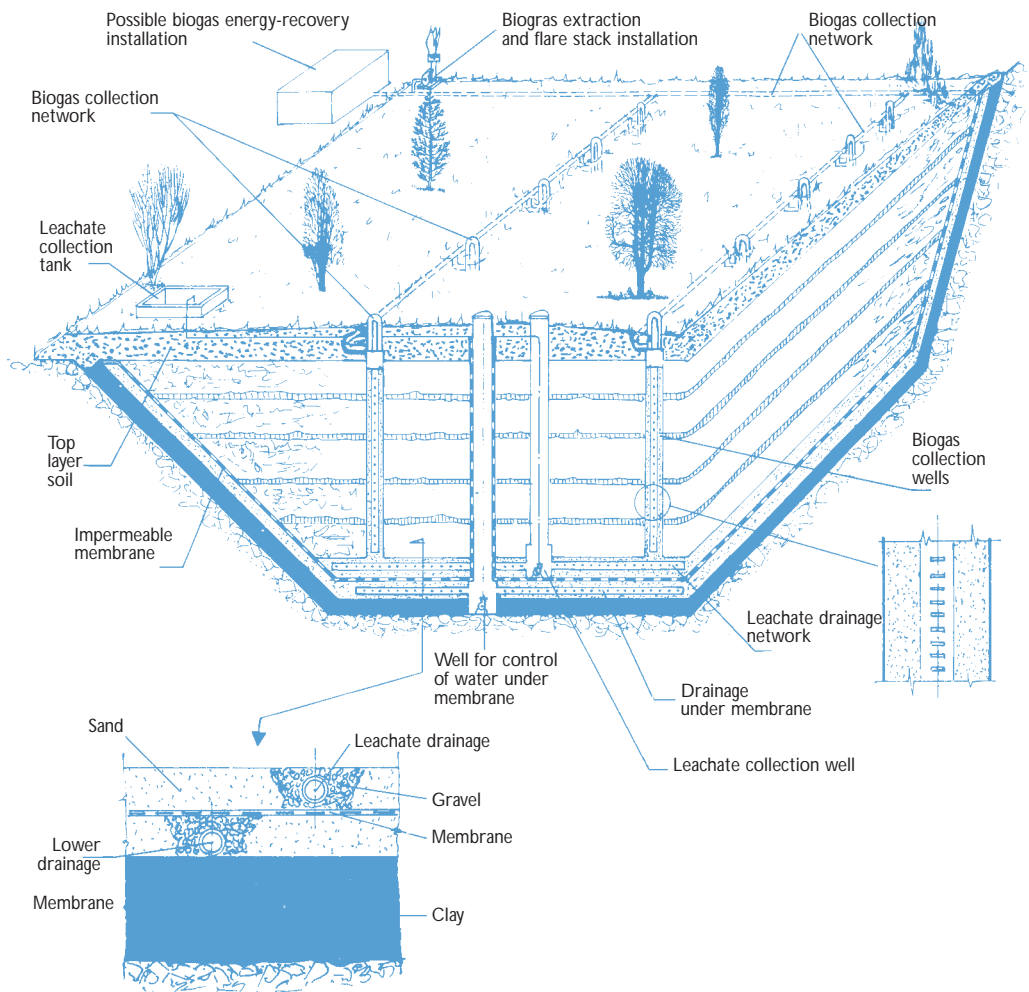 Possible biogas energy-recovery
installation
Biogras extraction
and flare stack installation
Biogas collection
network
Biogas collection
network
Leachate
collection
tank
Top
layer
soil
Impermeable
membrane
Biogas
collection
wells
Leachate drainage
network
Well for control
of water under
membrane
Drainage
under membrane
Leachate collection well
Sand
Leachate drainage
Gravel
Membrane
Lower
drainage
Membrane
Clay